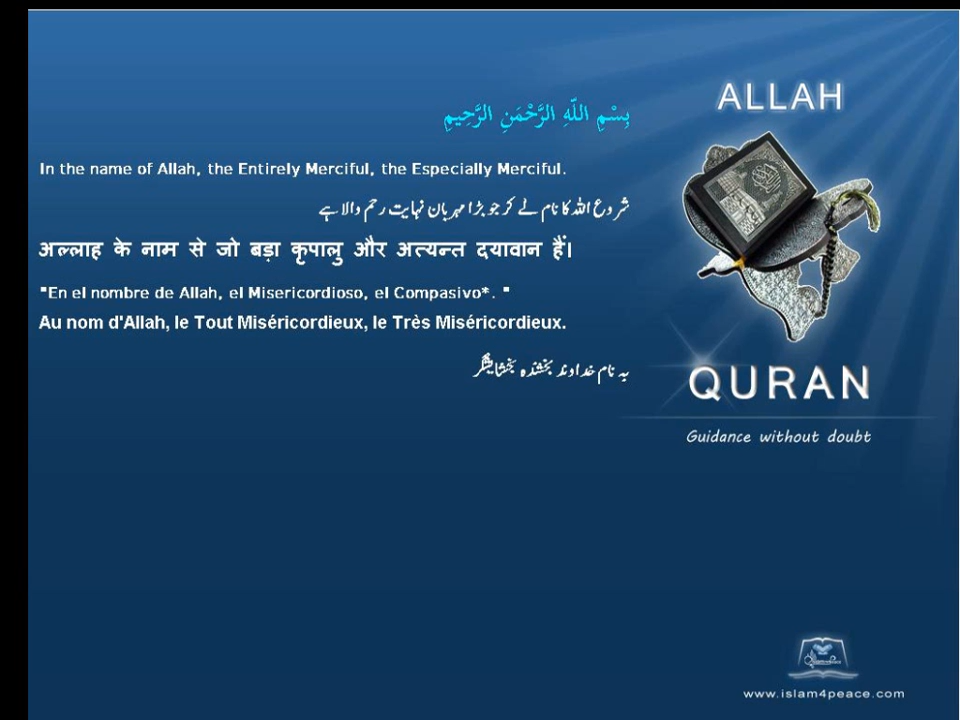 بِسْمِ اللّهِ الرَّحْمَنِ الرَّحِيمِ
In the name of Allah, the Entirely Merciful, the Especially Merciful.
شروع الله کا نام لے کر جو بڑا مہربان نہایت رحم والا ہے
अल्लाह के नाम से जो बड़ा कृपालु और अत्यन्त दयावान हैं।
"En el nombre de Allah, el Misericordioso, el Compasivo*. "
Au nom d'Allah, le Tout Miséricordieux, le Très Miséricordieux.
به نام خداوند بخشنده بخشایشگر
ALLAH
QURAN
Guidance without doubt
www.islam4peace.com